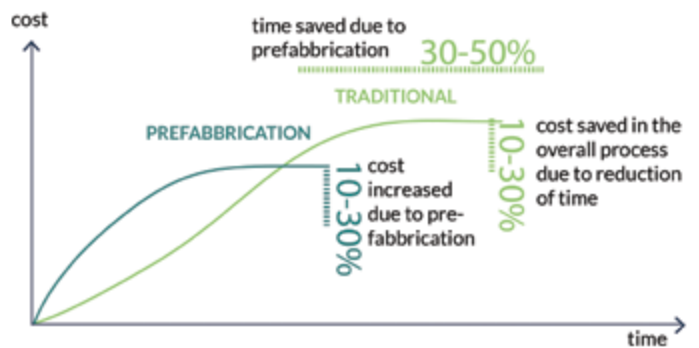 cost
time saved due to
prefabbrication 30-50%
TRADITIONAL
PREFABBRICATION
10-30%
cost
increased
due to pre-
fabbrication
10-30%
cost saved in the
overall process
due to reduction
of time
time